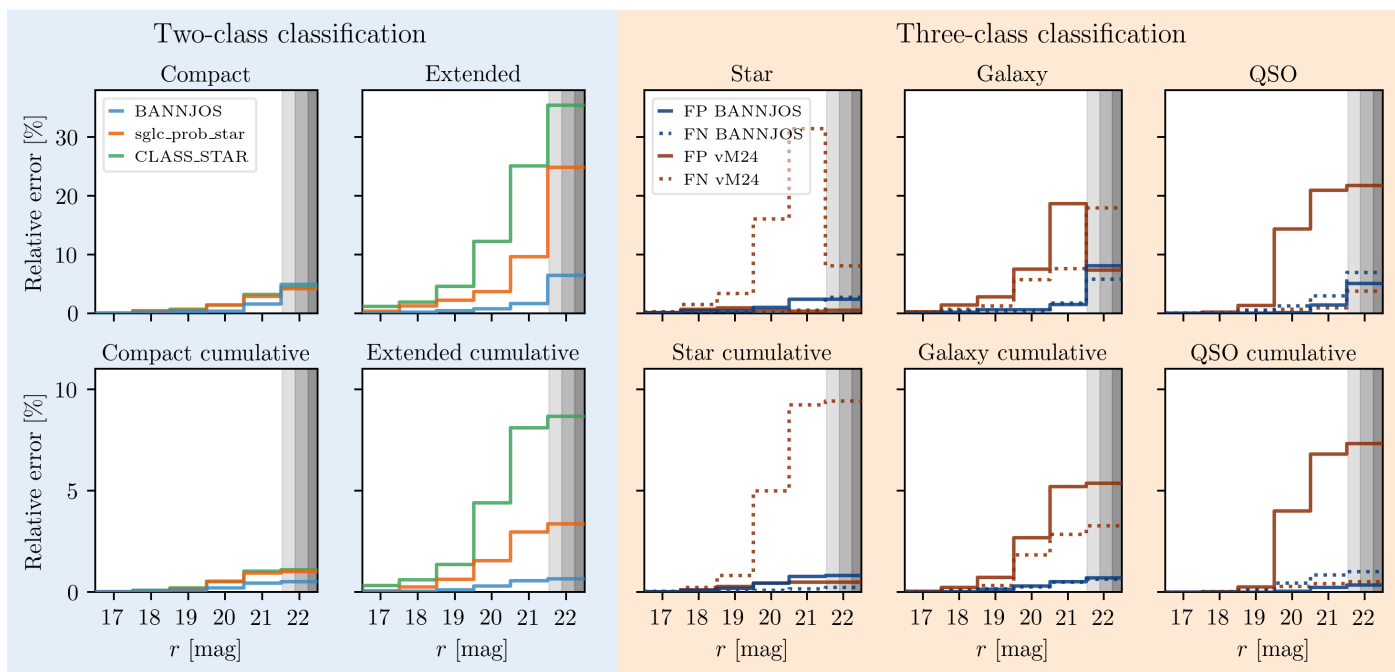 Two-class classification
Three-class classification
Compact
Extended
Star
Galaxy
QSO
Relative error [%]
30
20
10
0
BANNJOS
sglc_prob_star
CLASS_STAR
FP BANNJOS
FN BANNJOS
FP vM24
FN vM24
Compact cumulative
Extended cumulative
Star cumulative
Galaxy cumulative
QSO cumulative
Relative error [%]
10
5
0
17 18 19 20 21 22
17 18 19 20 21 22
17 18 19 20 21 22
17 18 19 20 21 22
17 18 19 20 21 22
r [mag]
r [mag]
r [mag]
r [mag]
r [mag]